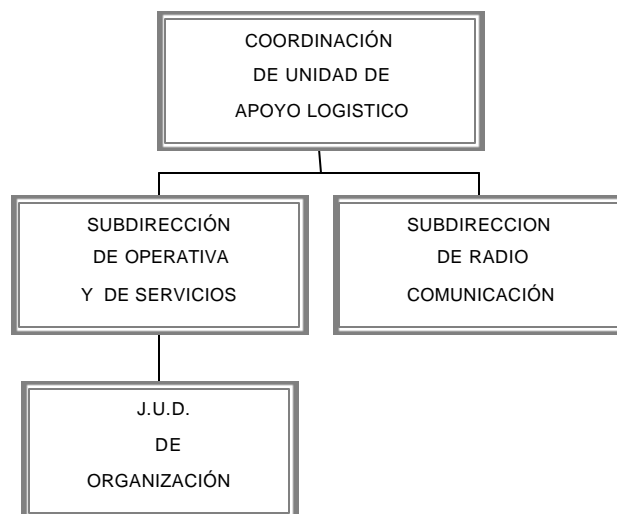 COORDINACIÓN
DE UNIDAD DE
APOYO LOGISTICO
SUBDIRECCIÓN
DE OPERATIVA
Y DE SERVICIOS
SUBDIRECCION
DE RADIO
COMUNICACIÓN
J.U.D.
DE
ORGANIZACIÓN